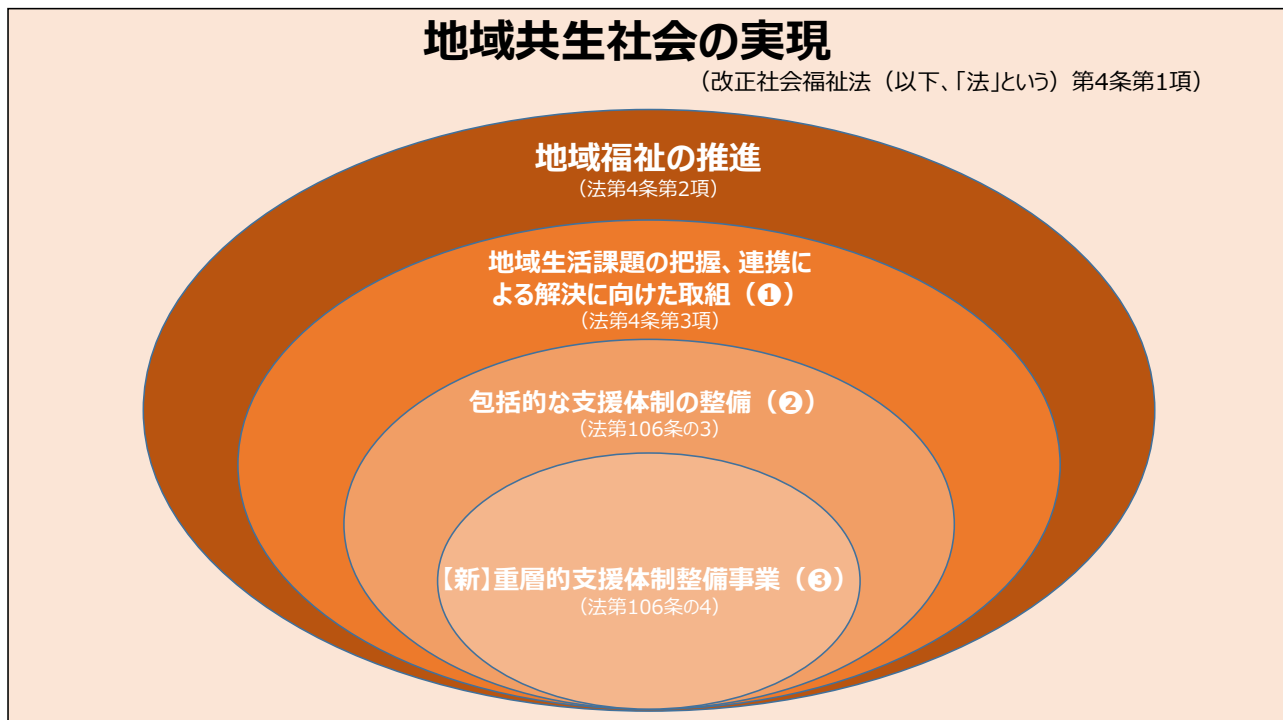 地域共生社会の実現
（改正社会福祉法（以下、「法」という）第4条第1項）
地域福祉の推進
（法第4条第2項）
地域生活課題の把握、連携に
よる解決に向けた取組（❶）
（法第4条第3項）
包括的な支援体制の整備（❷）
（法第106条の3）
【新】重層的支援体制整備事業（❸）
（法第106条の4）